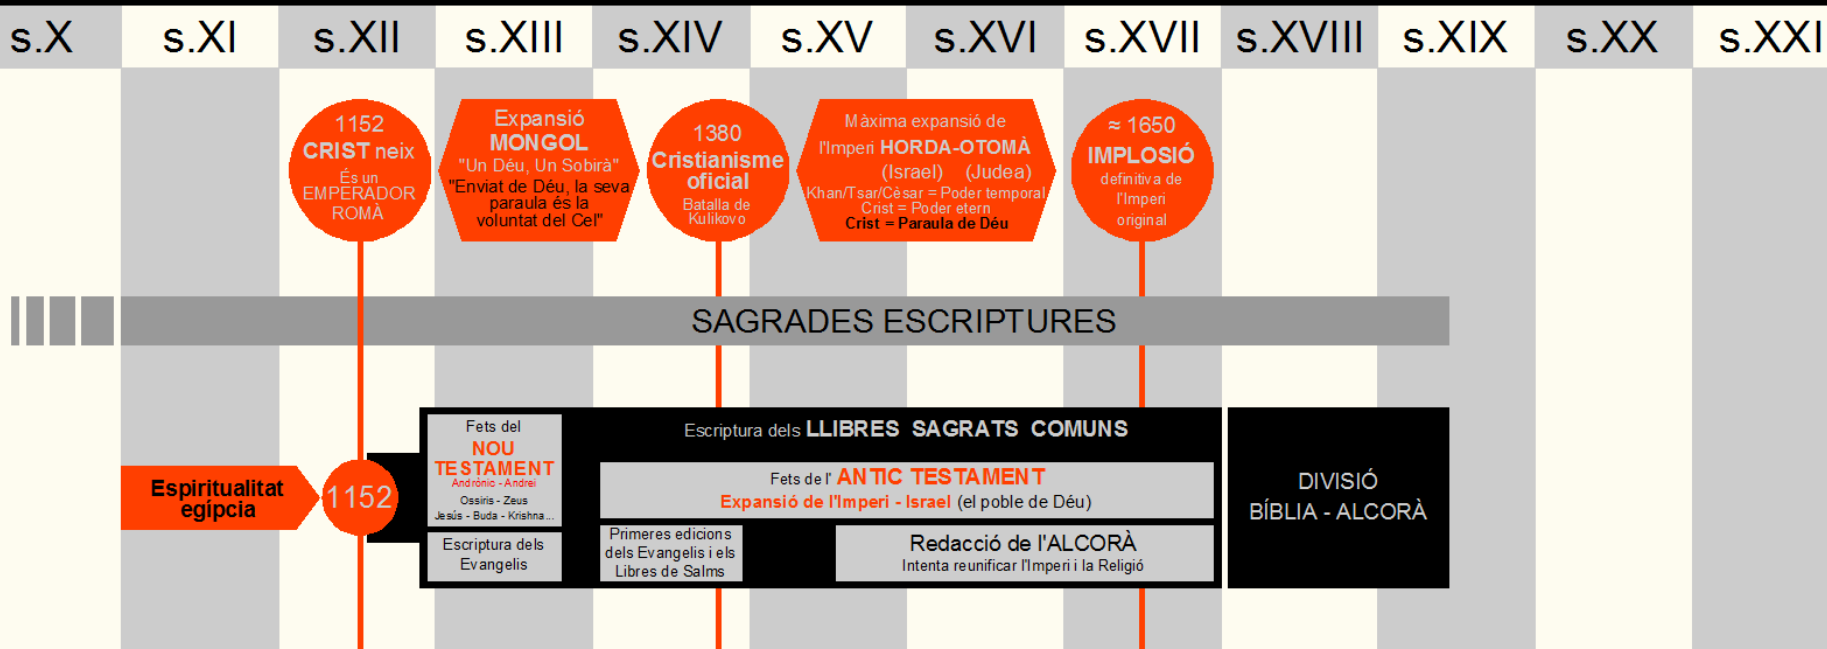 s.X s.XI s.XII s.XIII s.XIV s.XV s.XVI s.XVII s.XVIII s.XIX s.XX s.XXI
1152
CRIST neix
És un
EMPERADOR
ROMÀ
Expansió
MONGOL
"Un Déu, Un Sobirà"
"Enviat de Déu, la seva
paraula és la
voluntat del Cel"
1380
Cristianisme
oficial
Batalla de
Kulikovo
Màxima expansió de
l'Imperi HORDA-OTOMÀ
(Israel) (Judea)
Khan/Tsar/Cèsar = Poder temporal
Crist = Poder etern
Crist = Paraula de Déu
≈ 1650
IMPLOSIÓ
definitiva de
l'Imperi
original
SAGRADES ESCRIPTURES
Espiritualitat
egípcia
1152
Fets del
NOU
TESTAMENT
Andrònic - Andrei
Ossiris - Zeus
Jesús - Buda - Krishna...
Escriptura dels
Evangelis
Escriptura dels LLIBRES SAGRATS COMUNS
Fets de l' ANTIC TESTAMENT
Expansió de l'Imperi - Israel (el poble de Déu)
Primeres edicions
dels Evangelis i els
Libres de Salms
Redacció de l'ALCORÀ
Intenta reunificar l'Imperi i la Religió
DIVISIÓ
BÍBLIA - ALCORÀ